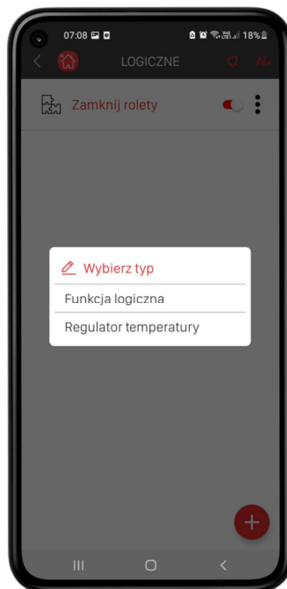 07:08 18%
LOGICZNE
Zamknij rolety
Wybierz typ
Funkcja logiczna
Regulator temperatury